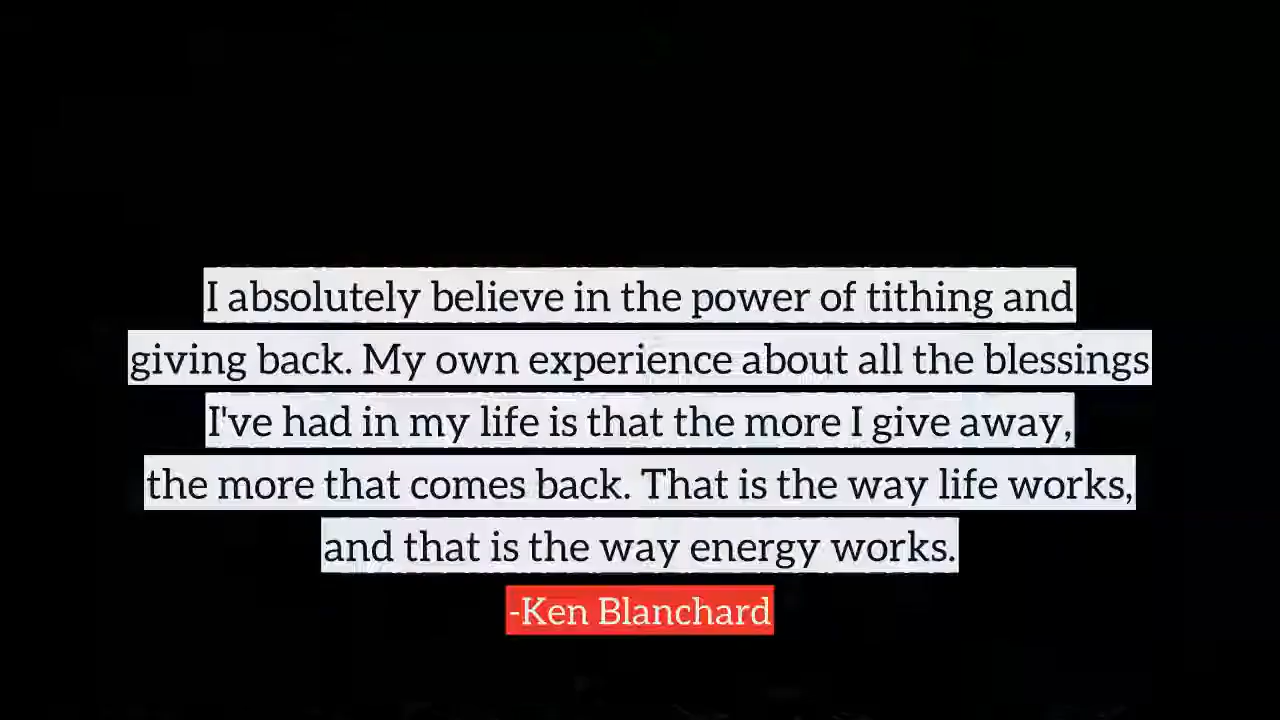 I absolutely believe in the power of tithing and
giving back. My own experience about all the blessings
I've had in my life is that the more I give away,
the more that comes back. That is the way life works,
and that is the way energy works.
-Ken Blanchard